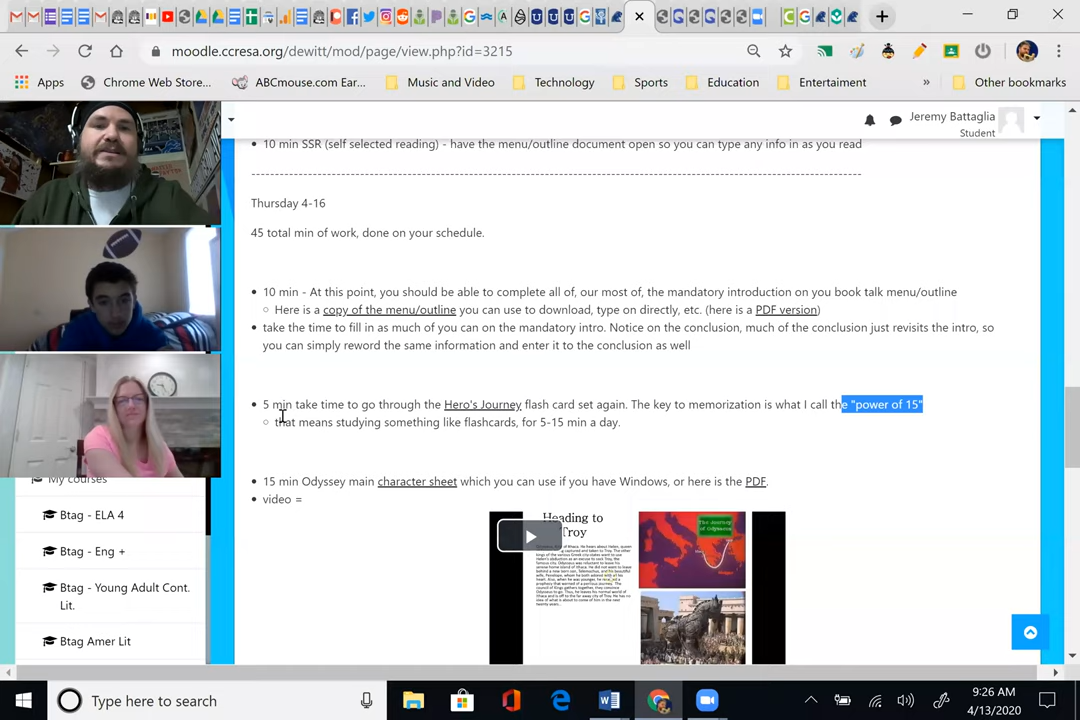 moodle.ccresa.org/dewitt/mod/page/view.php?id=3215
Apps
Chrome Web Store...
ABCmouse.com Ear...
Music and Video
Technology
Sports
Education
Entertaiment
»
Other bookmarks
Jeremy Battaglia
Student
10 min SSR (self selected reading) - have the menu/outline document open so you can type any info in as you read
Thursday 4-16
45 total min of work, done on your schedule.
10 min - At this point, you should be able to complete all of, our most of, the mandatory introduction on you book talk menu/outline
Here is a copy of the menu/outline you can use to download, type on directly, etc. (here is a PDF version)
take the time to fill in as much of you can on the mandatory intro. Notice on the conclusion, much of the conclusion just revisits the intro, so
you can simply reword the same information and enter it to the conclusion as well
5 min take time to go through the Hero's Journey flash card set again. The key to memorization is what I call the "power of 15"
that means studying something like flashcards, for 5-15 min a day.
15 min Odyssey main character sheet which you can use if you have Windows, or here is the PDF.
video =
My courses
Btag - ELA 4
Btag - Eng +
Btag - Young Adult Cont.
Lit.
Btag Amer Lit
Heading to
Troy
The Journey
of Odysseus
Type here to search
9:26 AM
4/13/2020